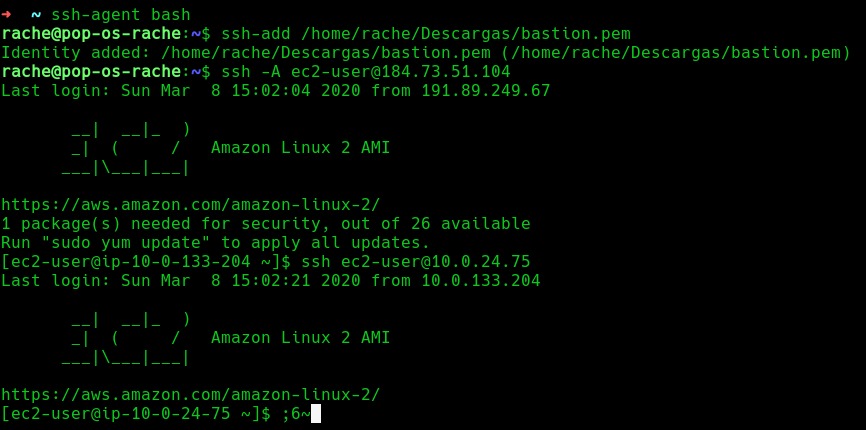 ➜  ~ ssh-agent bash
rache@pop-os-rache:~$ ssh-add /home/rache/Descargas/bastion.pem
Identity added: /home/rache/Descargas/bastion.pem (/home/rache/Descargas/bastion.pem)
rache@pop-os-rache:~$ ssh -A ec2-user@184.73.51.104
Last login: Sun Mar  8 15:02:04 2020 from 191.89.249.67

       __|  __|_  )
       _|  (     /   Amazon Linux 2 AMI
      ___|\___|___|

https://aws.amazon.com/amazon-linux-2/
1 package(s) needed for security, out of 26 available
Run "sudo yum update" to apply all updates.
[ec2-user@ip-10-0-133-204 ~]$ ssh ec2-user@10.0.24.75
Last login: Sun Mar  8 15:02:21 2020 from 10.0.133.204

       __|  __|_  )
       _|  (     /   Amazon Linux 2 AMI
      ___|\___|___|

https://aws.amazon.com/amazon-linux-2/
[ec2-user@ip-10-0-24-75 ~]$ ;6~